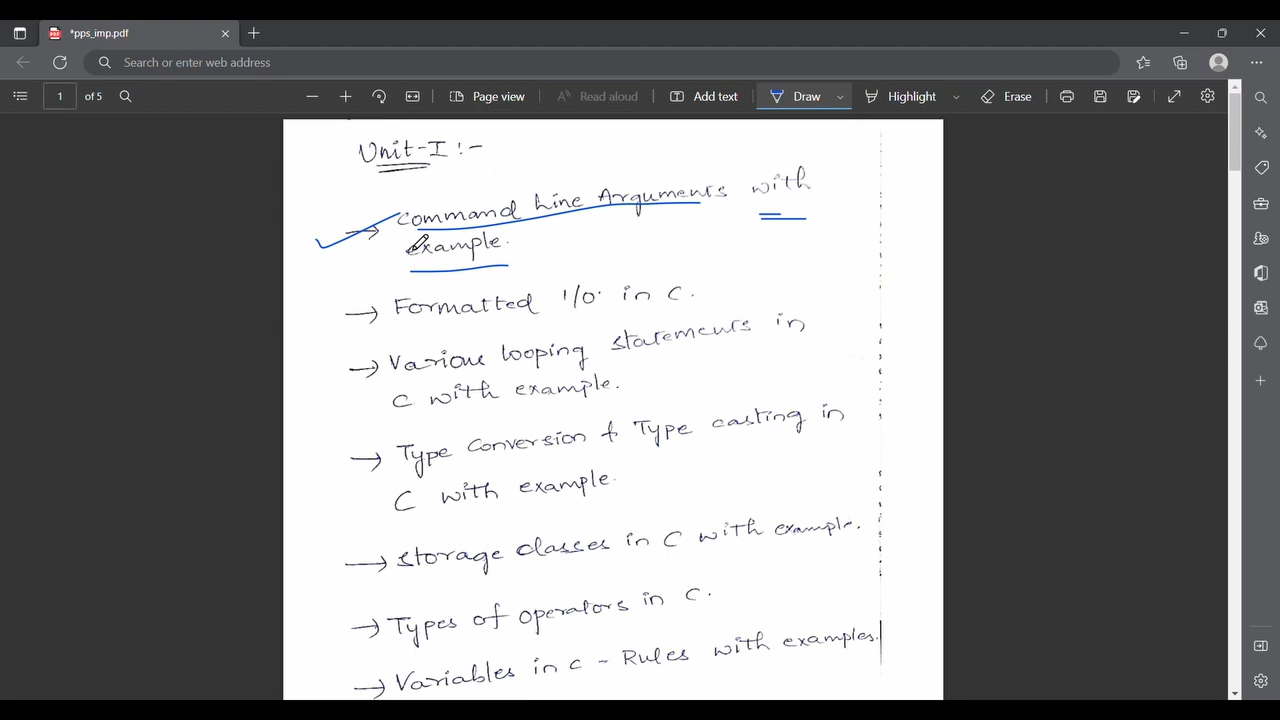 *pps_imp.pdf
Search or enter web address
1 of 5
Page view
Read aloud
Add text
Draw
Highlight
Erase
Unit-I :-
→ Command Line Arguments with
example.
→ Formatted I/O in C.
→ Various looping statements in
C with example.
→ Type Conversion & Type casting in
C with example.
→ Storage classes in C with example.
→ Types of operators in C.
→ Variables in C - Rules with examples.